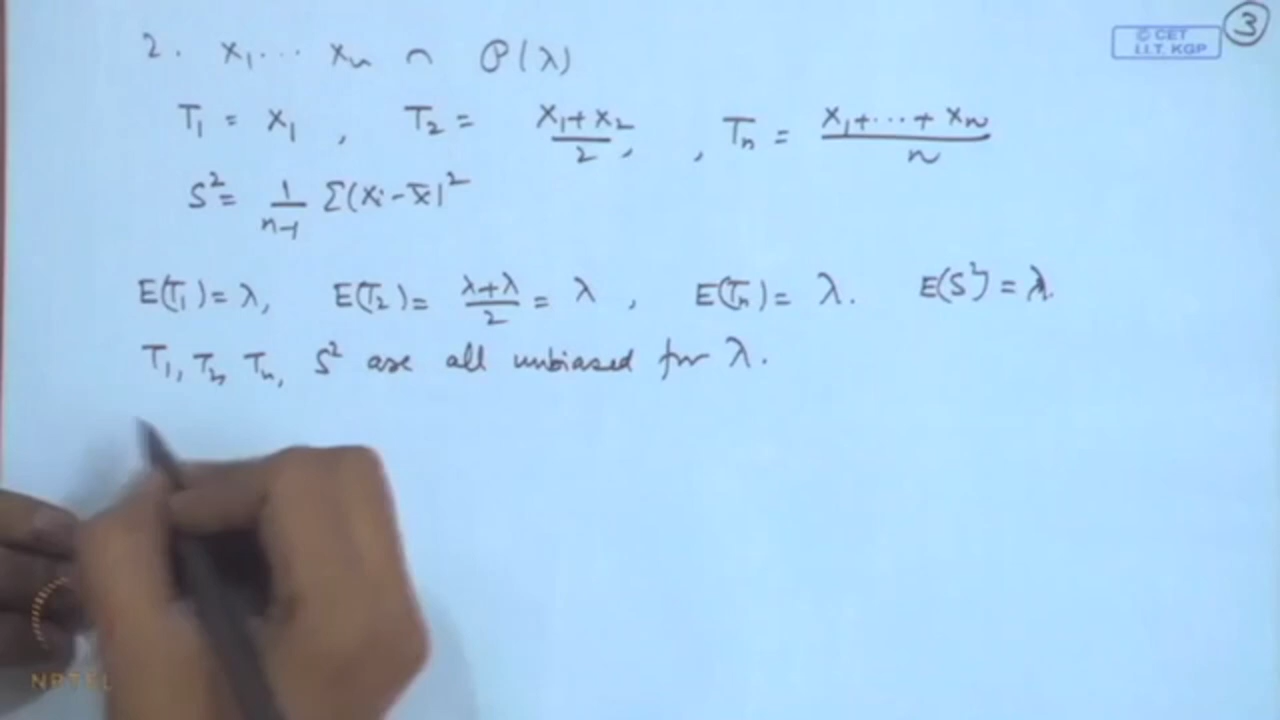 ③
© CET
I.I.T. KGP
2. X₁ ... Xₙ ∩ P(λ)
T₁ = X₁ , T₂ = (X₁+X₂)/2 , , Tₙ = (X₁+...+Xₙ)/n
S² = 1/(n-1) Σ(Xi - X̄)²
E(T₁) = λ, E(T₂) = (λ+λ)/2 = λ , E(Tₙ) = λ. E(S²) = λ.
T₁, T₂, Tₙ, S² are all unbiased for λ.
NPTEL